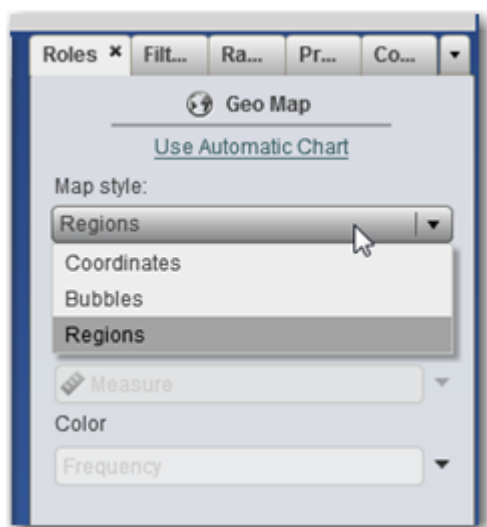 Roles × Filt... Ra... Pr... Co...
Geo Map
Use Automatic Chart
Map style:
Regions
Coordinates
Bubbles
Regions
Measure
Color
Frequency